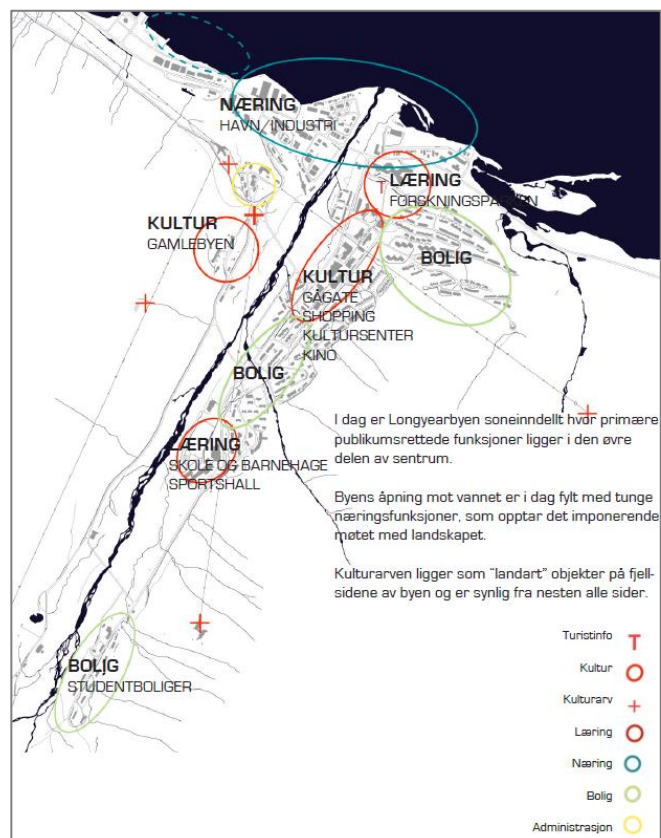 NÆRING
HAVN/INDUSTRI
LÆRING
FORSKNINGSPARKEN
KULTUR
GAMLEBYEN
BOLIG
KULTUR
GÅGATE
SHOPPING
KULTURSENTER
KINO
BOLIG
I dag er Longyearbyen soneinndellt hvor primære
publikumsrettede funksjoner ligger i den øvre
delen av sentrum.
LÆRING
SKOLE OG BARNEHAGE
SPORTSHALL
Byens åpning mot vannet er i dag fylt med tunge
næringsfunksjoner, som opptar det imponerende
møtet med landskapet.
Kulturarven ligger som "landart" objekter på fjell-
sidene av byen og er synlig fra nesten alle sider.
BOLIG
STUDENTBOLIGER
Turistinfo T
Kultur
Kulturarv
Læring
Næring
Bolig
Administrasjon